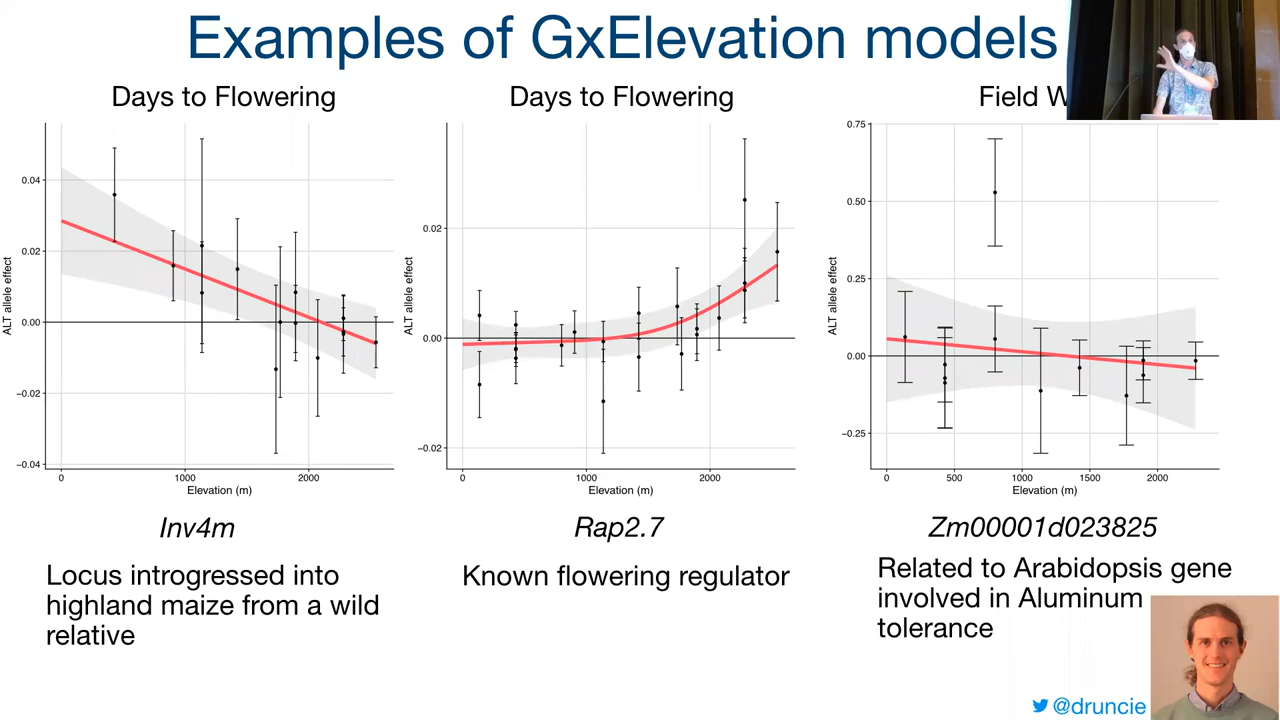 Examples of GxElevation models
Days to Flowering
Days to Flowering
Field W
ALT allele effect
0.04
0.02
0.00
−0.02
−0.04
0
1000
2000
Elevation (m)
ALT allele effect
0.02
0.00
−0.02
0
1000
2000
Elevation (m)
ALT allele effect
0.75
0.50
0.25
0.00
−0.25
0
500
1000
1500
2000
Elevation (m)
Inv4m
Rap2.7
Zm00001d023825
Locus introgressed into
highland maize from a wild
relative
Known flowering regulator
Related to Arabidopsis gene
involved in Aluminum
tolerance
@druncie